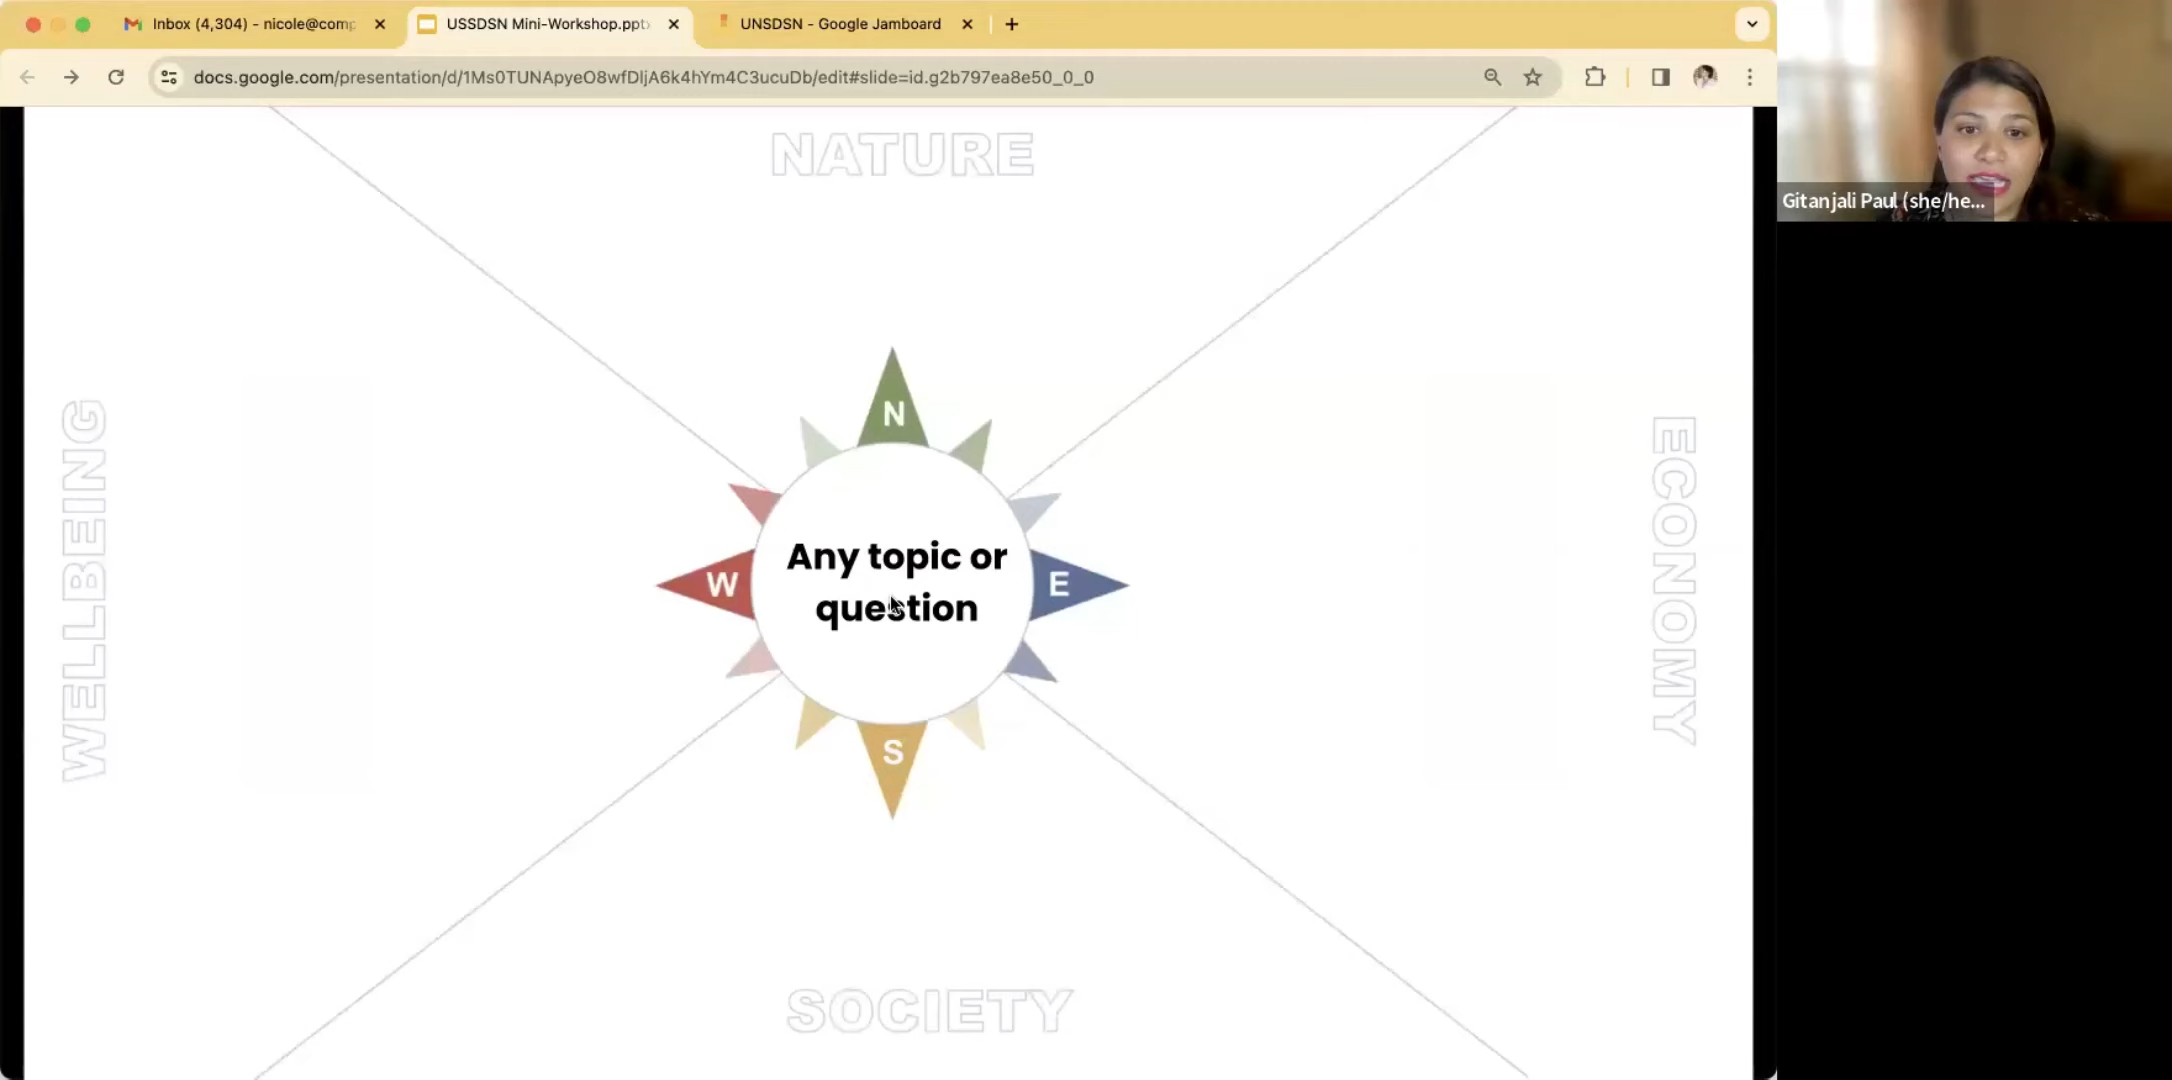 Inbox (4,304) - nicole@comp
USSDSN Mini-Workshop.ppt
UNSDSN - Google Jamboard
docs.google.com/presentation/d/1Ms0TUNApyeO8wfDljA6k4hYm4C3ucuDb/edit#slide=id.g2b797ea8e50_0_0
Gitanjali Paul (she/he...
NATURE
WELLBEING
ECONOMY
N
W
E
Any topic or
question
S
SOCIETY